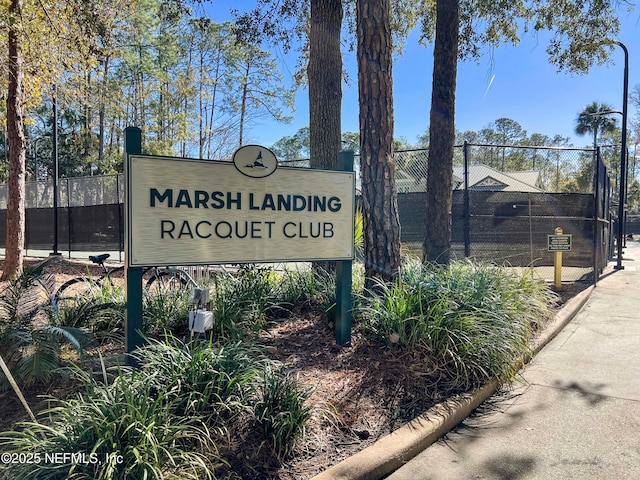 MARSH LANDING
RACQUET CLUB
©2025 NEFMLS, Inc